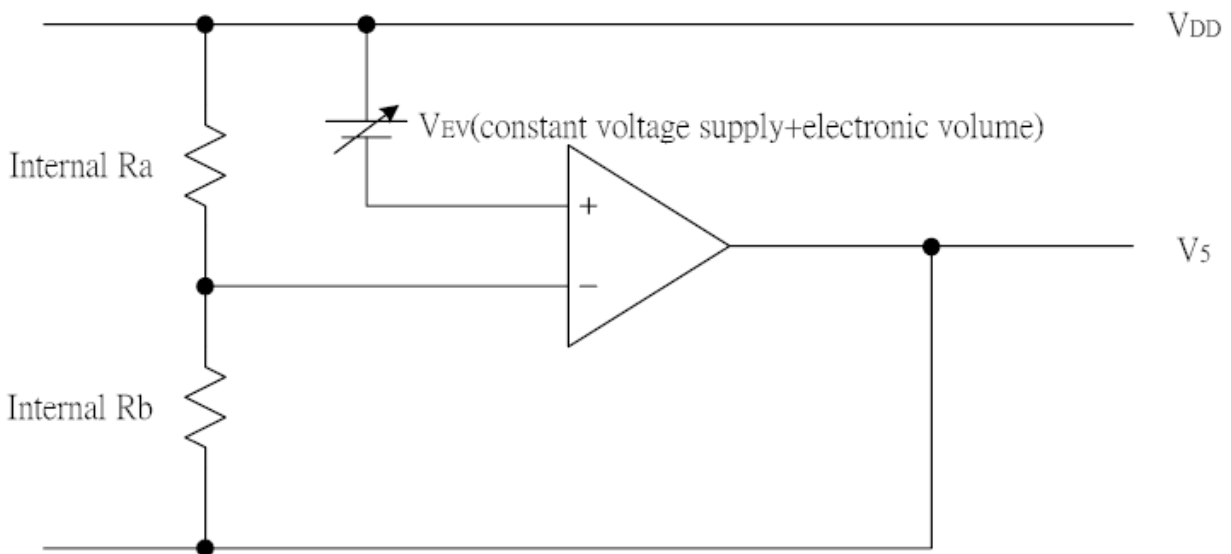 VDD
VEV(constant voltage supply+electronic volume)
Internal Ra
+
V5
−
Internal Rb